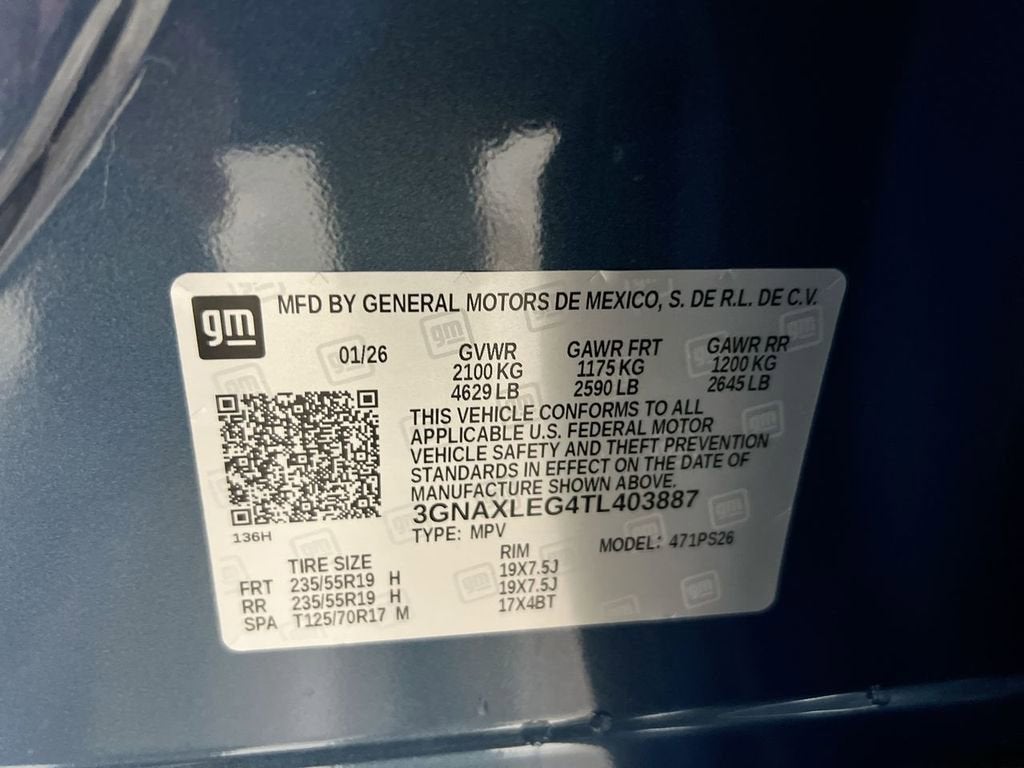 gm
MFD BY GENERAL MOTORS DE MEXICO, S. DE R.L. DE C.V.
01/26 GVWR GAWR FRT GAWR RR
2100 KG 1175 KG 1200 KG
4629 LB 2590 LB 2645 LB
THIS VEHICLE CONFORMS TO ALL
APPLICABLE U.S. FEDERAL MOTOR
VEHICLE SAFETY AND THEFT PREVENTION
STANDARDS IN EFFECT ON THE DATE OF
MANUFACTURE SHOWN ABOVE.
3GNAXLEG4TL403887
136H
TYPE: MPV MODEL: 471PS26
TIRE SIZE RIM
FRT 235/55R19 H 19X7.5J
RR 235/55R19 H 19X7.5J
SPA T125/70R17 M 17X4BT